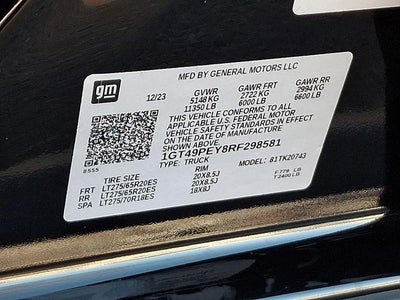 gm
MFD BY GENERAL MOTORS LLC
12/23 GVWR GAWR FRT GAWR RR
5148 KG 2722 KG 2994 KG
11350 LB 6000 LB 6600 LB
THIS VEHICLE CONFORMS TO ALL
APPLICABLE U.S. FEDERAL MOTOR
VEHICLE SAFETY STANDARDS IN EFFECT
ON THE DATE OF MANUFACTURE
SHOWN ABOVE.
1GT49PEY8RF298581
TYPE: TRUCK MODEL: 81TK20743
TIRE SIZE RIM
FRT LT275/65R20ES 20X8.5J
RR LT275/65R20ES 20X8.5J
SPA LT275/70R18ES 18X8J